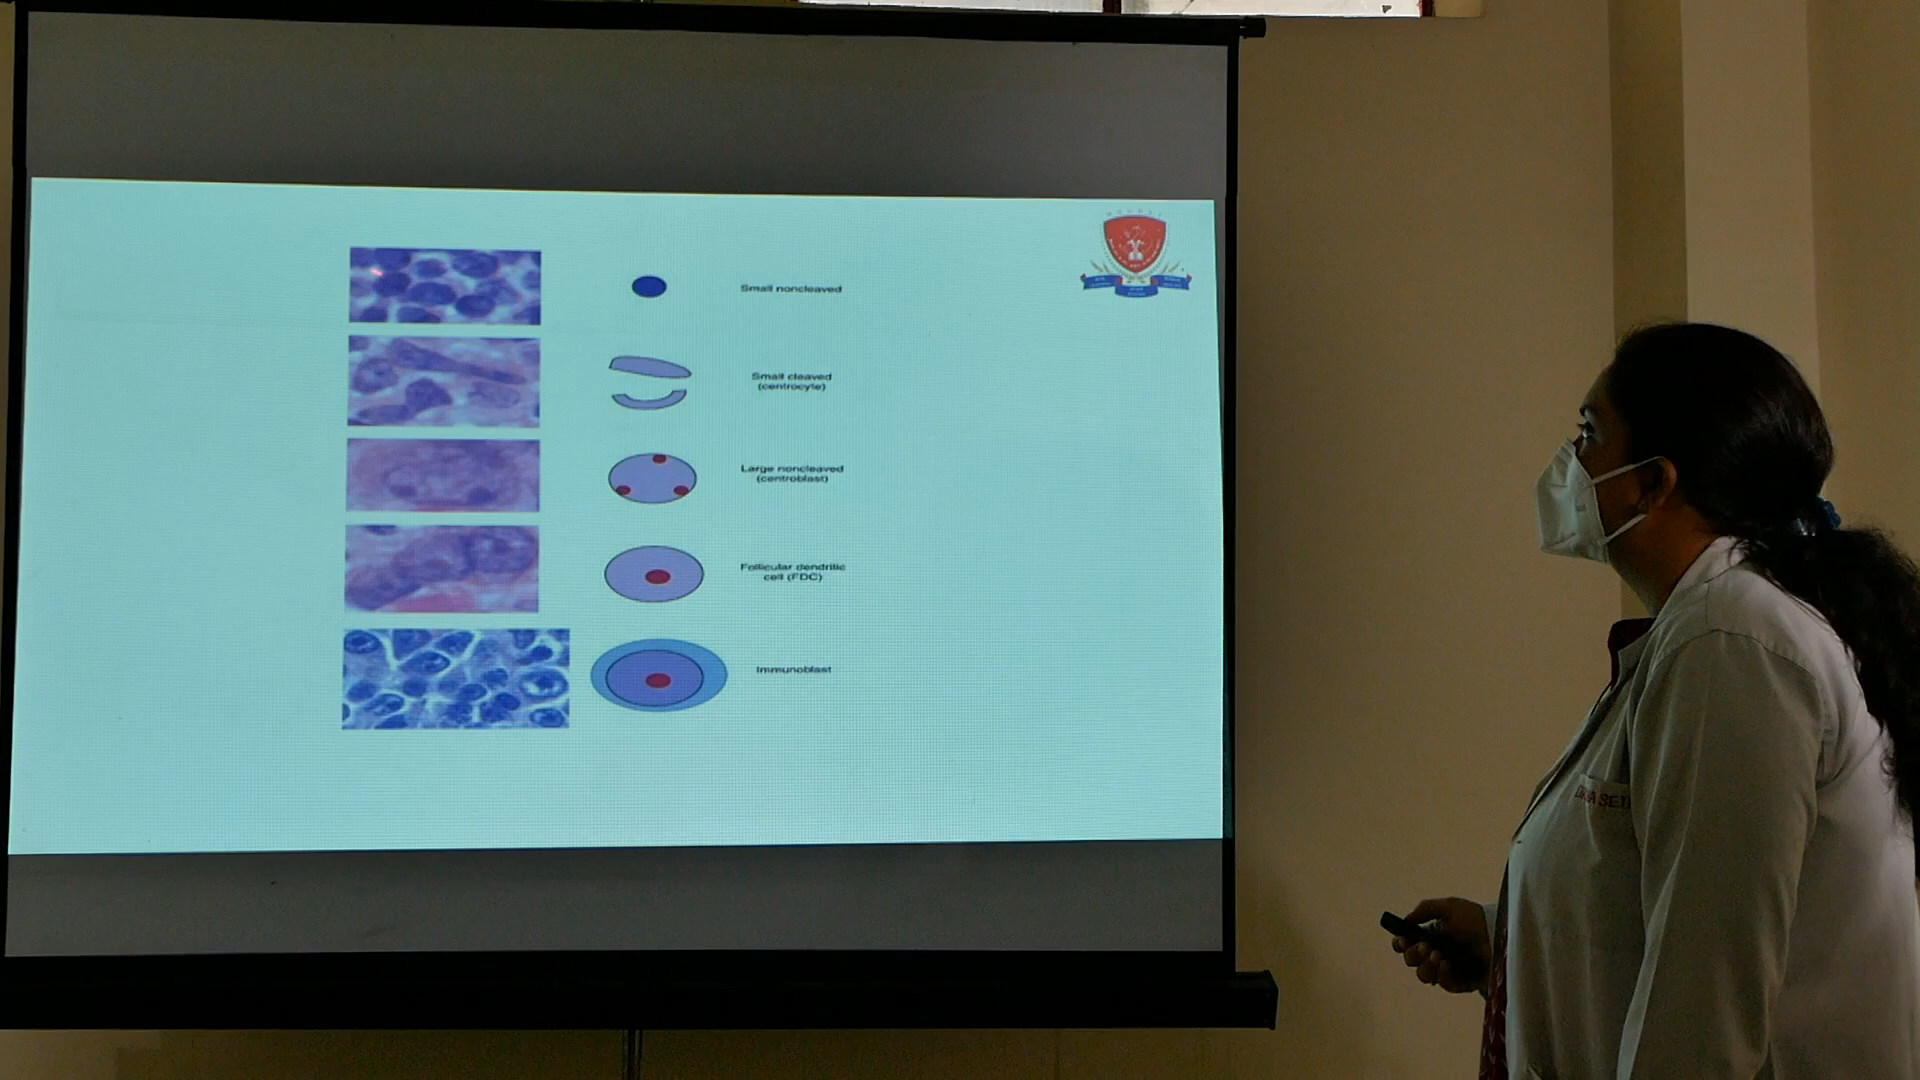 Small noncleaved
Small cleaved
(centrocyte)
Large noncleaved
(centroblast)
Follicular dendritic
cell (FDC)
Immunoblast